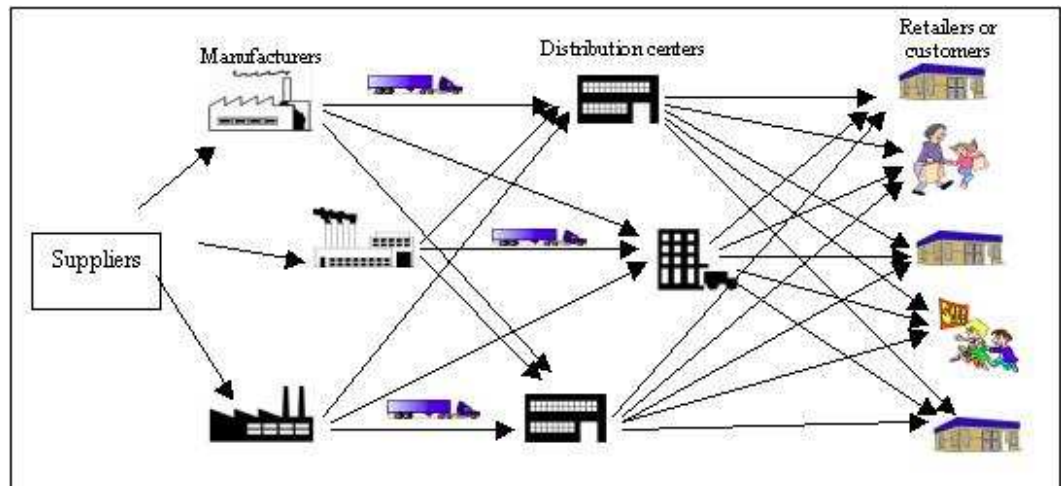 Manufacturers
Distribution centers
Retailers or
customers
Suppliers